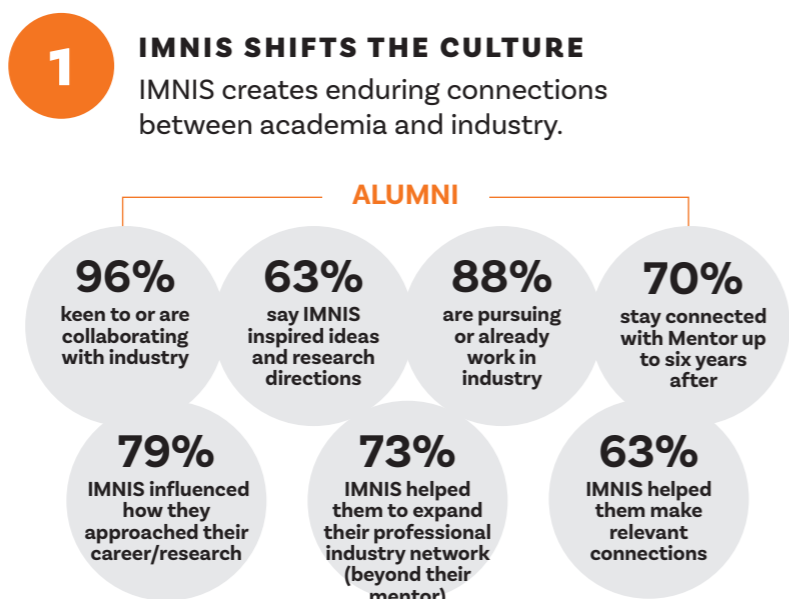 1
IMNIS SHIFTS THE CULTURE
IMNIS creates enduring connections
between academia and industry.
ALUMNI
96%
keen to or are
collaborating
with industry
63%
say IMNIS
inspired ideas
and research
directions
88%
are pursuing
or already
work in
industry
70%
stay connected
with Mentor up
to six years
after
79%
IMNIS influenced
how they
approached their
career/research
73%
IMNIS helped
them to expand
their professional
industry network
(beyond their
mentor)
63%
IMNIS helped
them make
relevant
connections